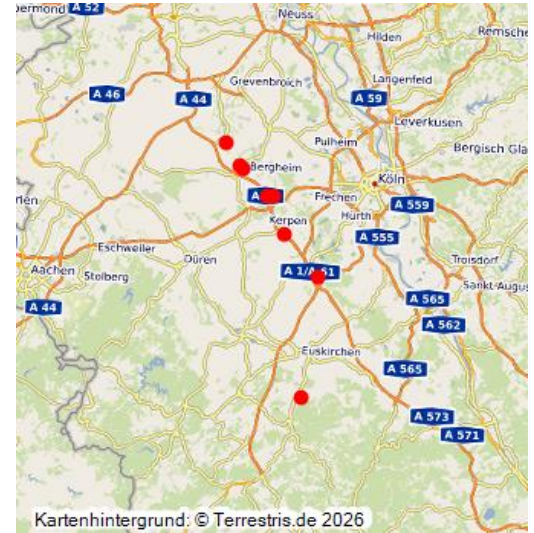 A 52
Neuss
Hilden
Remsche
Grevenbroich
Langenfeld
A 46
A 44
A 59
Leverkusen
Pulheim
Bergisch Gla
Bergheim
Köln
Frechen
A 559
Kerpen
Hürth
A 555
Eschweiler
Düren
Troisdorf
Aachen
Stolberg
A 1/A 61
Sankt-Augus
A 44
A 565
A 562
Euskirchen
A 565
A 573
A 571
Kartenhintergrund: © Terrestris.de 2026